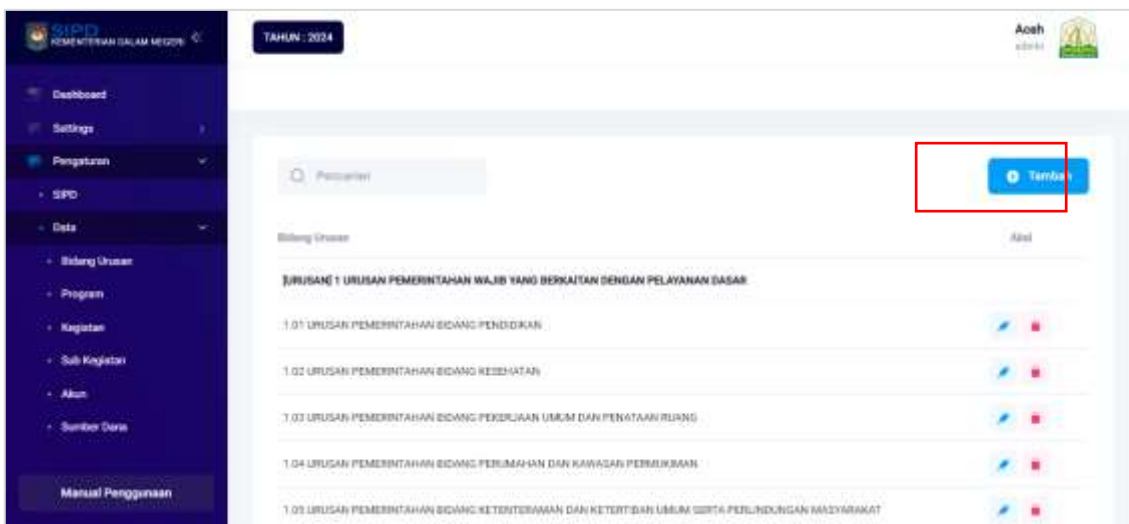 SIPD
KEMENTERIAN DALAM NEGERI
TAHUN : 2024
Aceh
admin
Dashboard
Settings
Pengaturan
SIPD
Data
Bidang Urusan
Program
Kegiatan
Sub Kegiatan
Akun
Sumber Dana
Manual Penggunaan
Pencarian
Tambah
Bidang Urusan
Aksi
[URUSAN] 1 URUSAN PEMERINTAHAN WAJIB YANG BERKAITAN DENGAN PELAYANAN DASAR
1.01 URUSAN PEMERINTAHAN BIDANG PENDIDIKAN
1.02 URUSAN PEMERINTAHAN BIDANG KESEHATAN
1.03 URUSAN PEMERINTAHAN BIDANG PEKERJAAN UMUM DAN PENATAAN RUANG
1.04 URUSAN PEMERINTAHAN BIDANG PERUMAHAN DAN KAWASAN PERMUKIMAN
1.05 URUSAN PEMERINTAHAN BIDANG KETENTERAMAN DAN KETERTIBAN UMUM SERTA PERLINDUNGAN MASYARAKAT